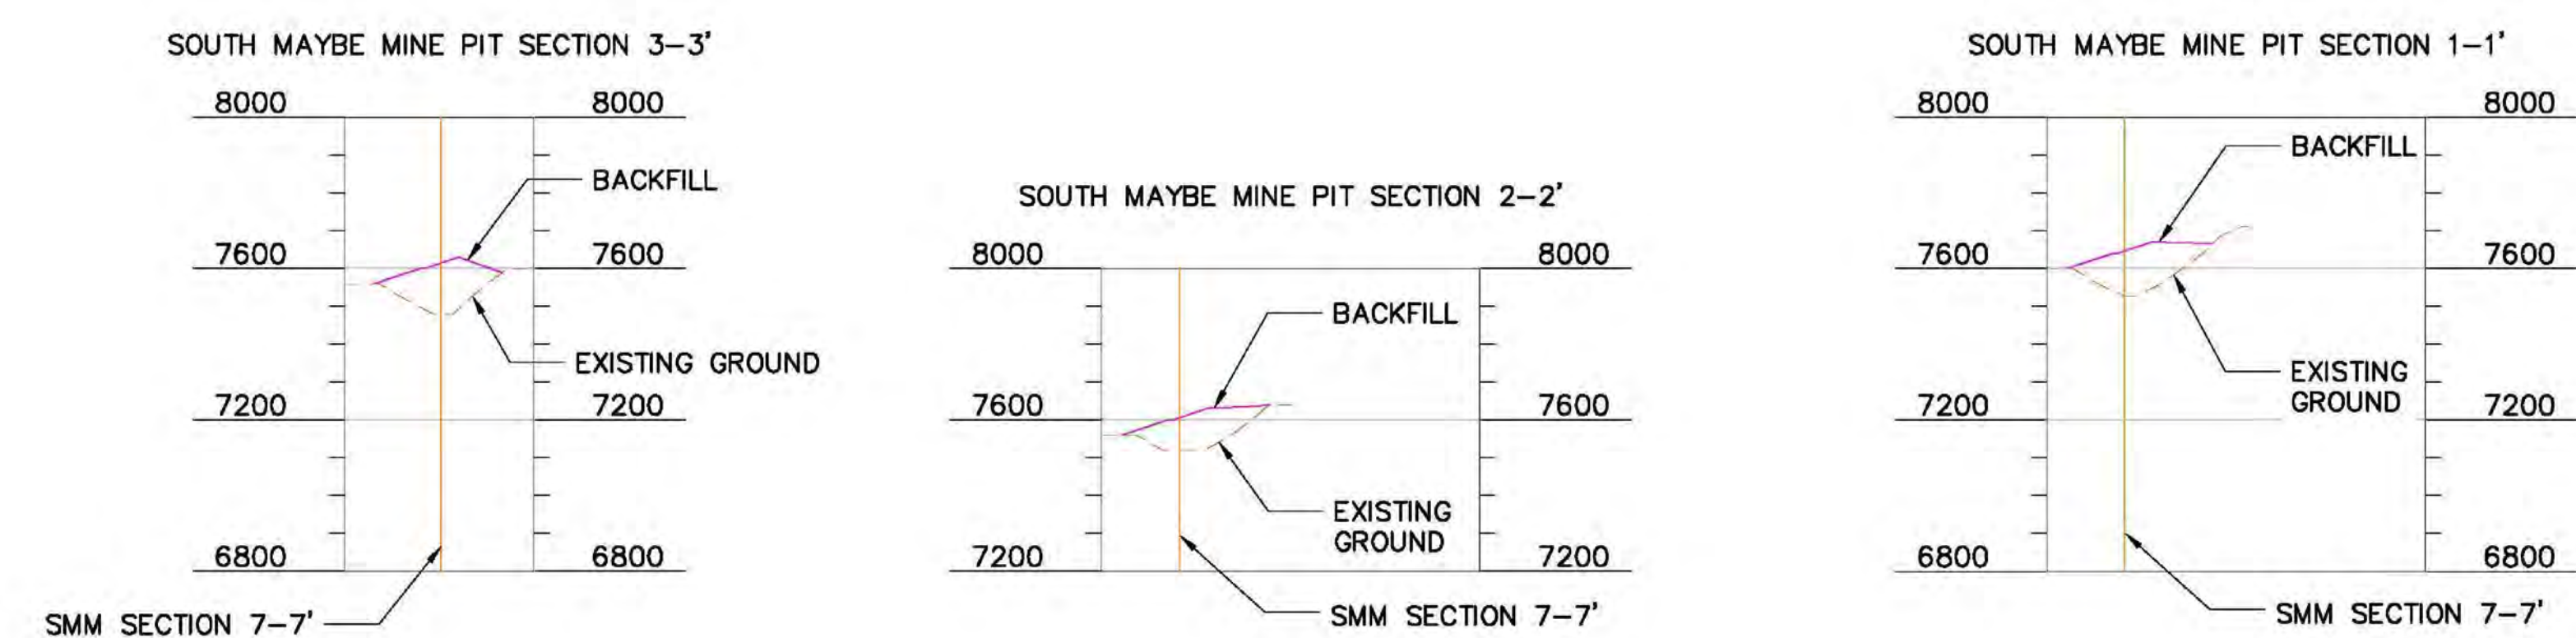 SOUTH MAYBE MINE PIT SECTION 3-3'
8000 8000
BACKFILL
7600 7600
EXISTING GROUND
7200 7200
6800 6800
SMM SECTION 7-7'
SOUTH MAYBE MINE PIT SECTION 2-2'
8000 8000
BACKFILL
7600 7600
EXISTING
GROUND
7200 7200
SMM SECTION 7-7'
SOUTH MAYBE MINE PIT SECTION 1-1'
8000 8000
BACKFILL
7600 7600
EXISTING
GROUND
7200 7200
6800 6800
SMM SECTION 7-7'